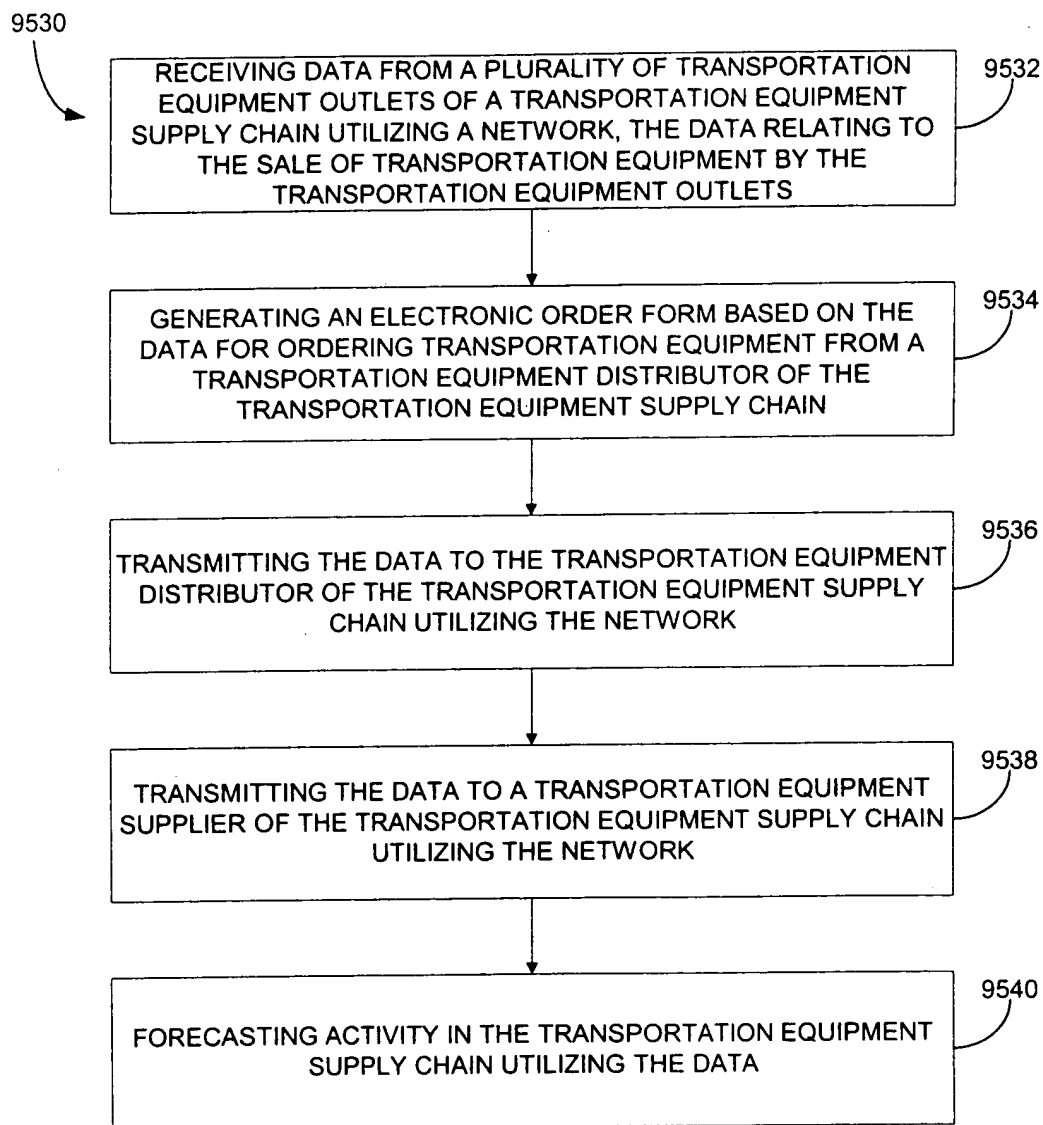 9530
RECEIVING DATA FROM A PLURALITY OF TRANSPORTATION
EQUIPMENT OUTLETS OF A TRANSPORTATION EQUIPMENT
SUPPLY CHAIN UTILIZING A NETWORK, THE DATA RELATING TO
THE SALE OF TRANSPORTATION EQUIPMENT BY THE
TRANSPORTATION EQUIPMENT OUTLETS
9532
GENERATING AN ELECTRONIC ORDER FORM BASED ON THE
DATA FOR ORDERING TRANSPORTATION EQUIPMENT FROM A
TRANSPORTATION EQUIPMENT DISTRIBUTOR OF THE
TRANSPORTATION EQUIPMENT SUPPLY CHAIN
9534
TRANSMITTING THE DATA TO THE TRANSPORTATION EQUIPMENT
DISTRIBUTOR OF THE TRANSPORTATION EQUIPMENT SUPPLY
CHAIN UTILIZING THE NETWORK
9536
TRANSMITTING THE DATA TO A TRANSPORTATION EQUIPMENT
SUPPLIER OF THE TRANSPORTATION EQUIPMENT SUPPLY CHAIN
UTILIZING THE NETWORK
9538
FORECASTING ACTIVITY IN THE TRANSPORTATION EQUIPMENT
SUPPLY CHAIN UTILIZING THE DATA
9540